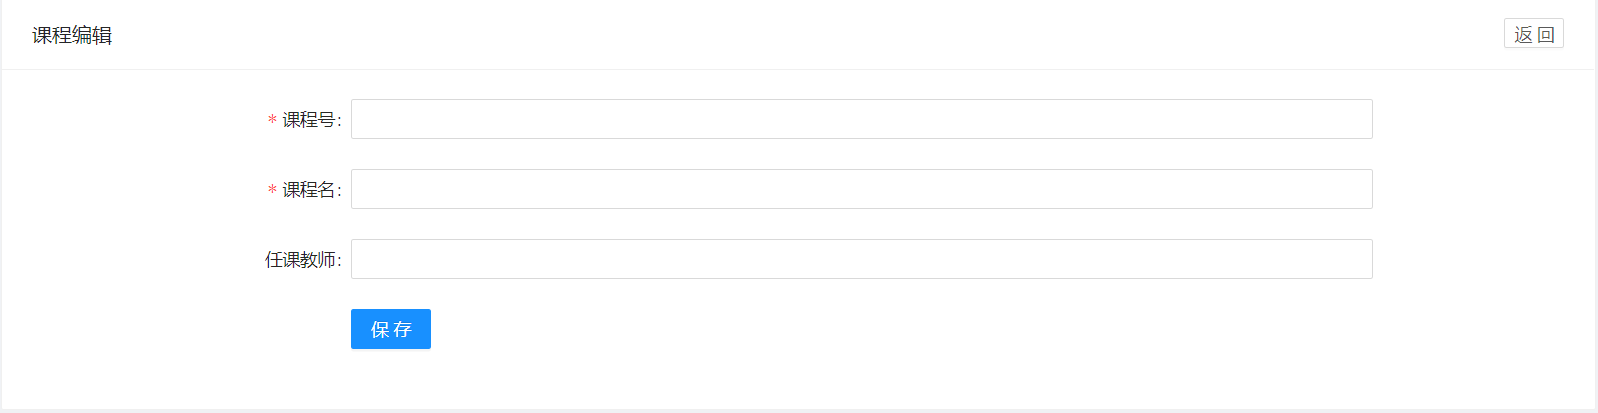 课程编辑
返 回
* 课程号:
* 课程名:
任课教师:
保 存